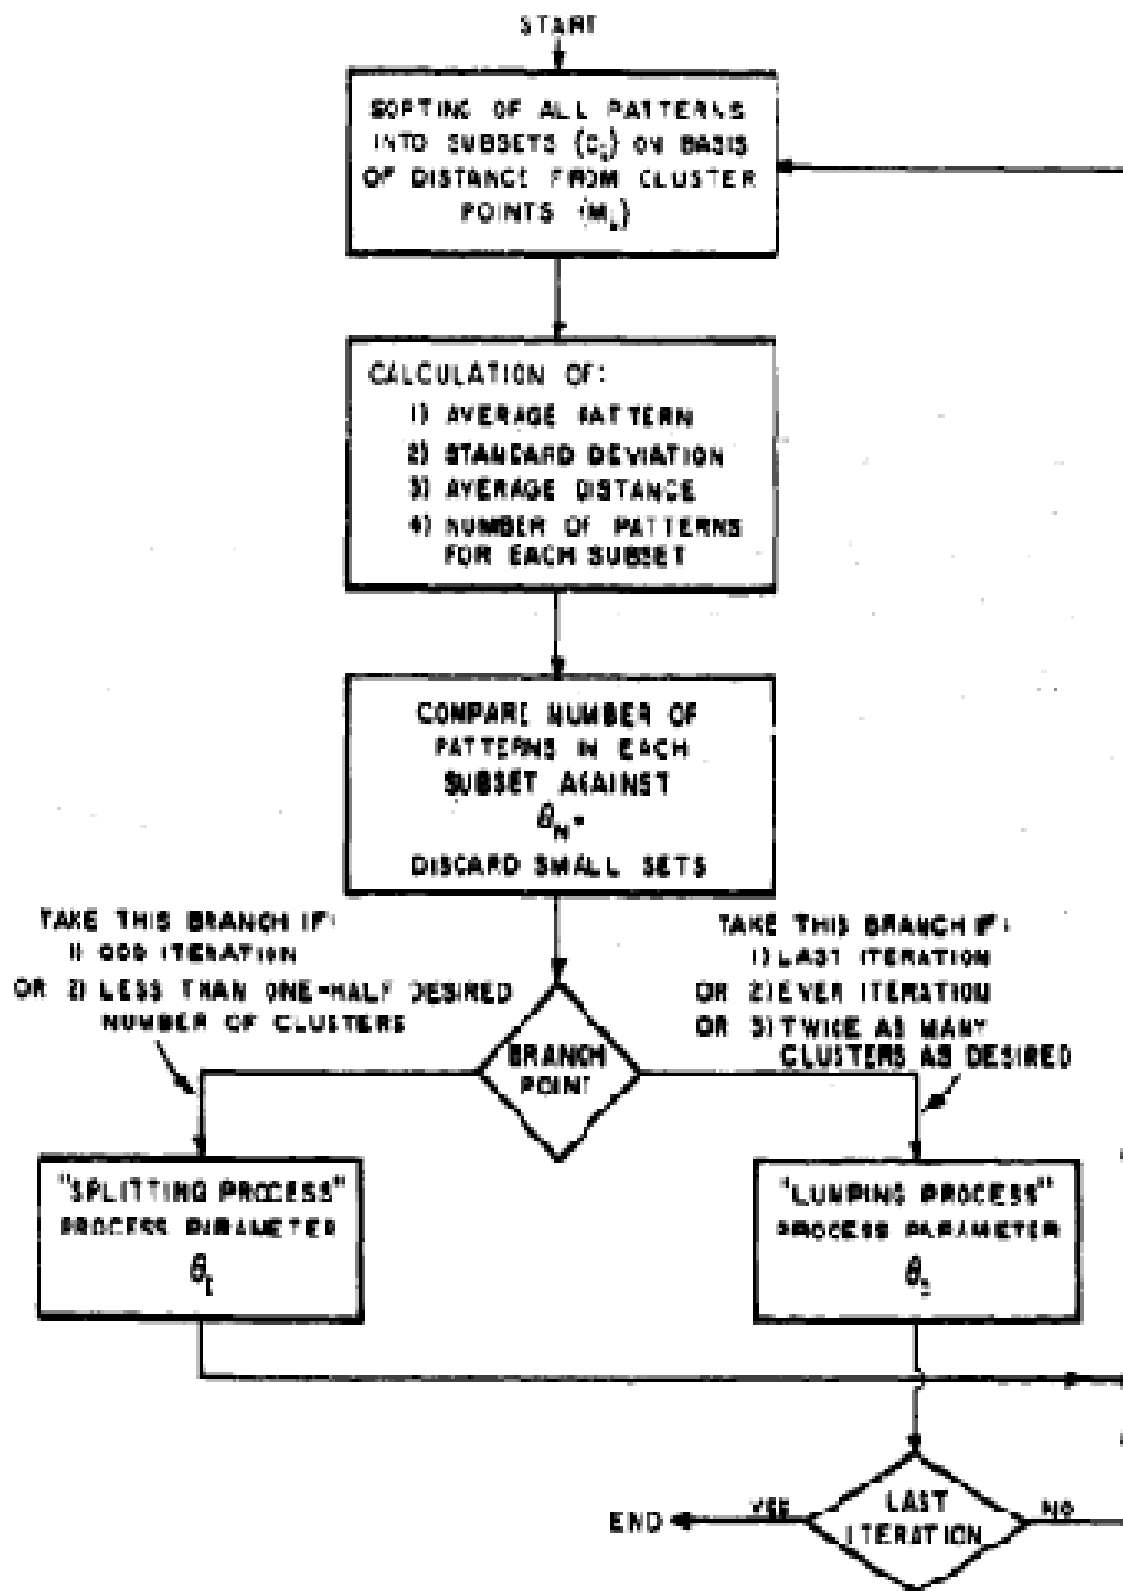 START
SORTING OF ALL PATTERNS
INTO SUBSETS {C_i} ON BASIS
OF DISTANCE FROM CLUSTER
POINTS {M_i}
CALCULATION OF:
1) AVERAGE PATTERN
2) STANDARD DEVIATION
3) AVERAGE DISTANCE
4) NUMBER OF PATTERNS
FOR EACH SUBSET
COMPARE NUMBER OF
PATTERNS IN EACH
SUBSET AGAINST
θ_N.
DISCARD SMALL SETS
TAKE THIS BRANCH IF:
1) ODD ITERATION
OR 2) LESS THAN ONE-HALF DESIRED
NUMBER OF CLUSTERS
TAKE THIS BRANCH IF:
1) LAST ITERATION
OR 2) EVEN ITERATION
OR 3) TWICE AS MANY
CLUSTERS AS DESIRED
BRANCH
POINT
"SPLITTING PROCESS"
PROCESS PARAMETER
θ_E
"LUMPING PROCESS"
PROCESS PARAMETER
LAST
ITERATION
YES
END
NO